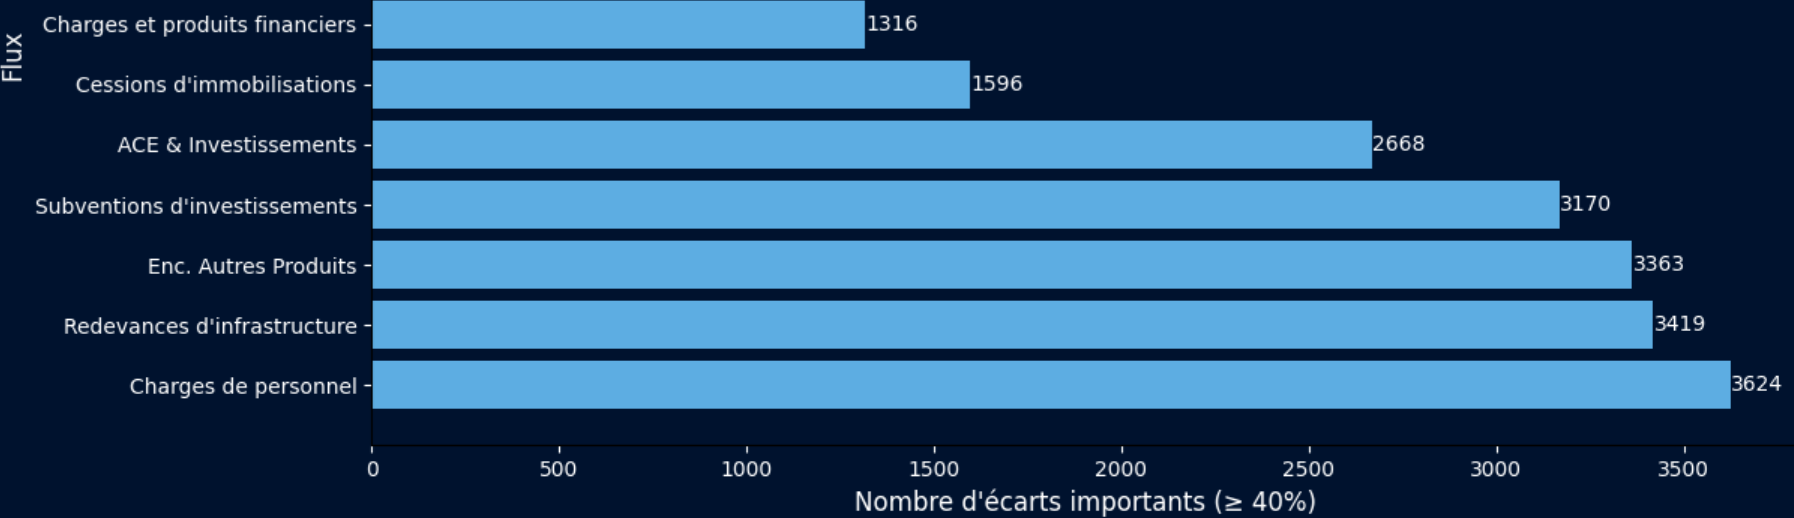 Flux
Charges et produits financiers 1316
Cessions d'immobilisations 1596
ACE & Investissements 2668
Subventions d'investissements 3170
Enc. Autres Produits 3363
Redevances d'infrastructure 3419
Charges de personnel 3624
0 500 1000 1500 2000 2500 3000 3500
Nombre d'écarts importants (≥ 40%)